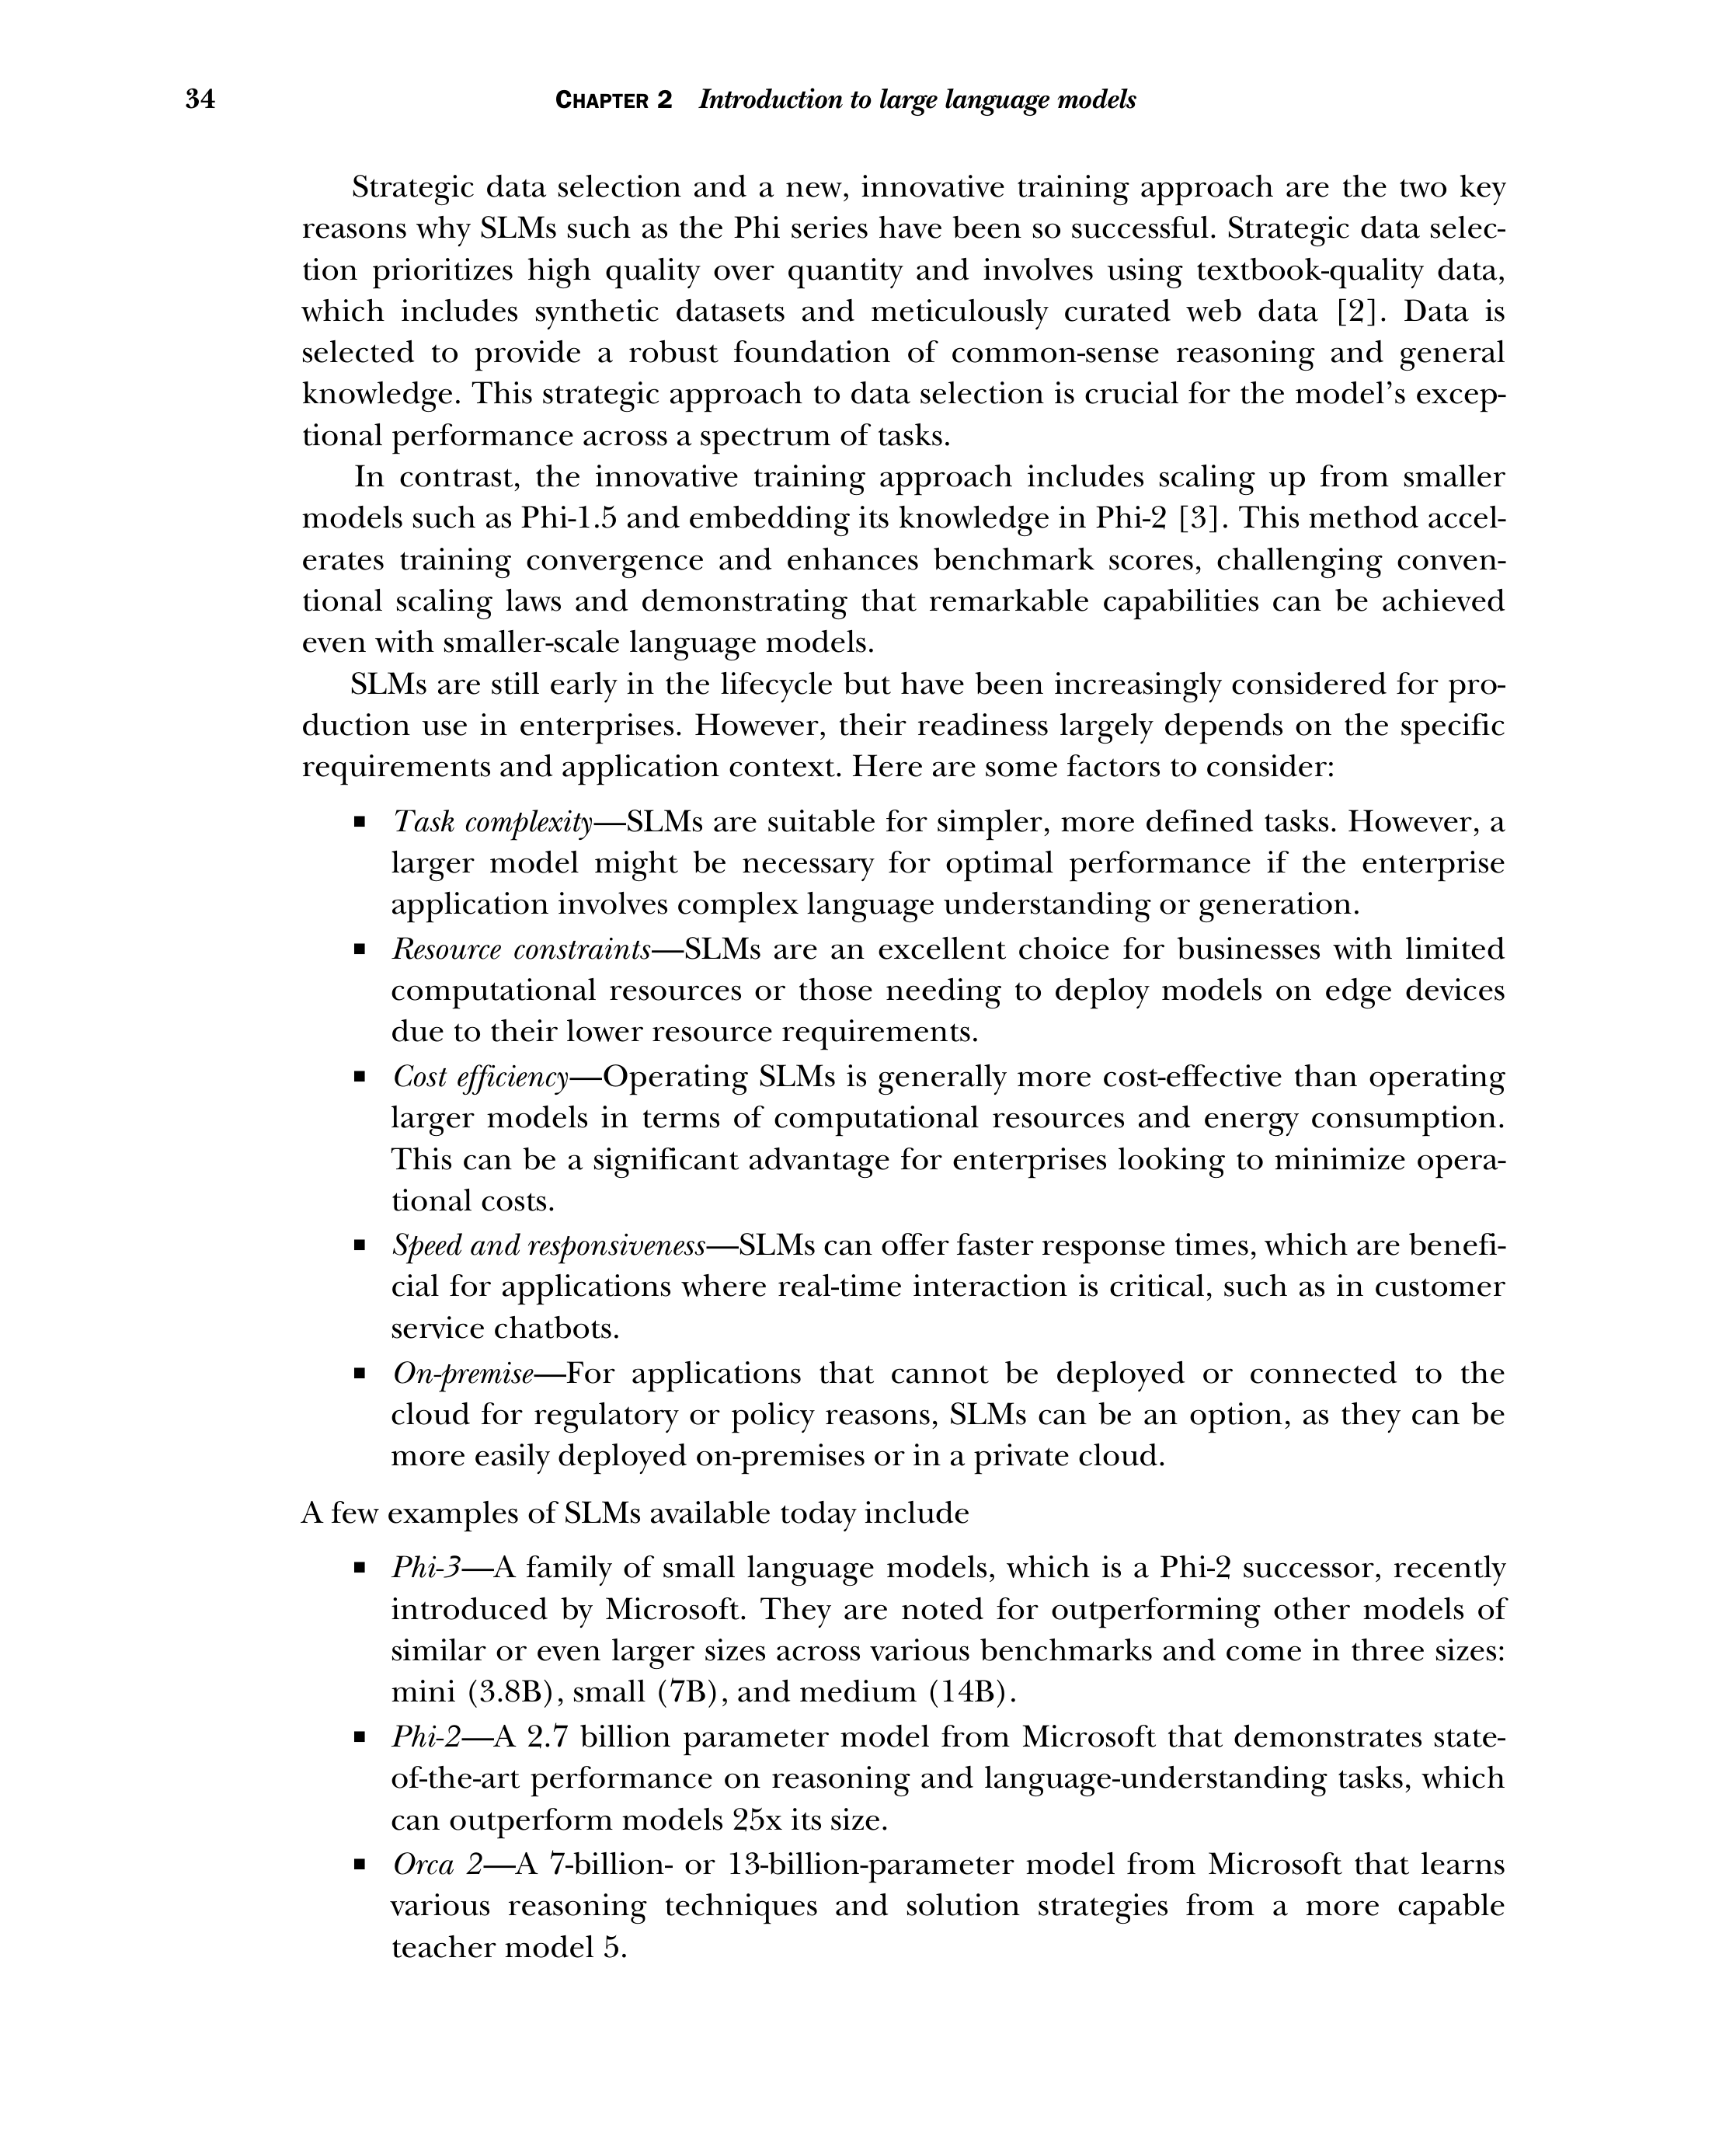 34
CHAPTER 2 Introduction to large language models
Strategic data selection and a new, innovative training approach are the two key
reasons why SLMs such as the Phi series have been so successful. Strategic data selec-
tion prioritizes high quality over quantity and involves using textbook-quality data,
which includes synthetic datasets and meticulously curated web data [2]. Data is
selected to provide a robust foundation of common-sense reasoning and general
knowledge. This strategic approach to data selection is crucial for the model’s excep-
tional performance across a spectrum of tasks.
In contrast, the innovative training approach includes scaling up from smaller
models such as Phi-1.5 and embedding its knowledge in Phi-2 [3]. This method accel-
erates training convergence and enhances benchmark scores, challenging conven-
tional scaling laws and demonstrating that remarkable capabilities can be achieved
even with smaller-scale language models.
SLMs are still early in the lifecycle but have been increasingly considered for pro-
duction use in enterprises. However, their readiness largely depends on the specific
requirements and application context. Here are some factors to consider:
■ Task complexity—SLMs are suitable for simpler, more defined tasks. However, a
larger model might be necessary for optimal performance if the enterprise
application involves complex language understanding or generation.
■ Resource constraints—SLMs are an excellent choice for businesses with limited
computational resources or those needing to deploy models on edge devices
due to their lower resource requirements.
■ Cost efficiency—Operating SLMs is generally more cost-effective than operating
larger models in terms of computational resources and energy consumption.
This can be a significant advantage for enterprises looking to minimize opera-
tional costs.
■ Speed and responsiveness—SLMs can offer faster response times, which are benefi-
cial for applications where real-time interaction is critical, such as in customer
service chatbots.
■ On-premise—For applications that cannot be deployed or connected to the
cloud for regulatory or policy reasons, SLMs can be an option, as they can be
more easily deployed on-premises or in a private cloud.
A few examples of SLMs available today include
■ Phi-3—A family of small language models, which is a Phi-2 successor, recently
introduced by Microsoft. They are noted for outperforming other models of
similar or even larger sizes across various benchmarks and come in three sizes:
mini (3.8B), small (7B), and medium (14B).
■ Phi-2—A 2.7 billion parameter model from Microsoft that demonstrates state-
of-the-art performance on reasoning and language-understanding tasks, which
can outperform models 25x its size.
■ Orca 2—A 7-billion- or 13-billion-parameter model from Microsoft that learns
various reasoning techniques and solution strategies from a more capable
teacher model 5.